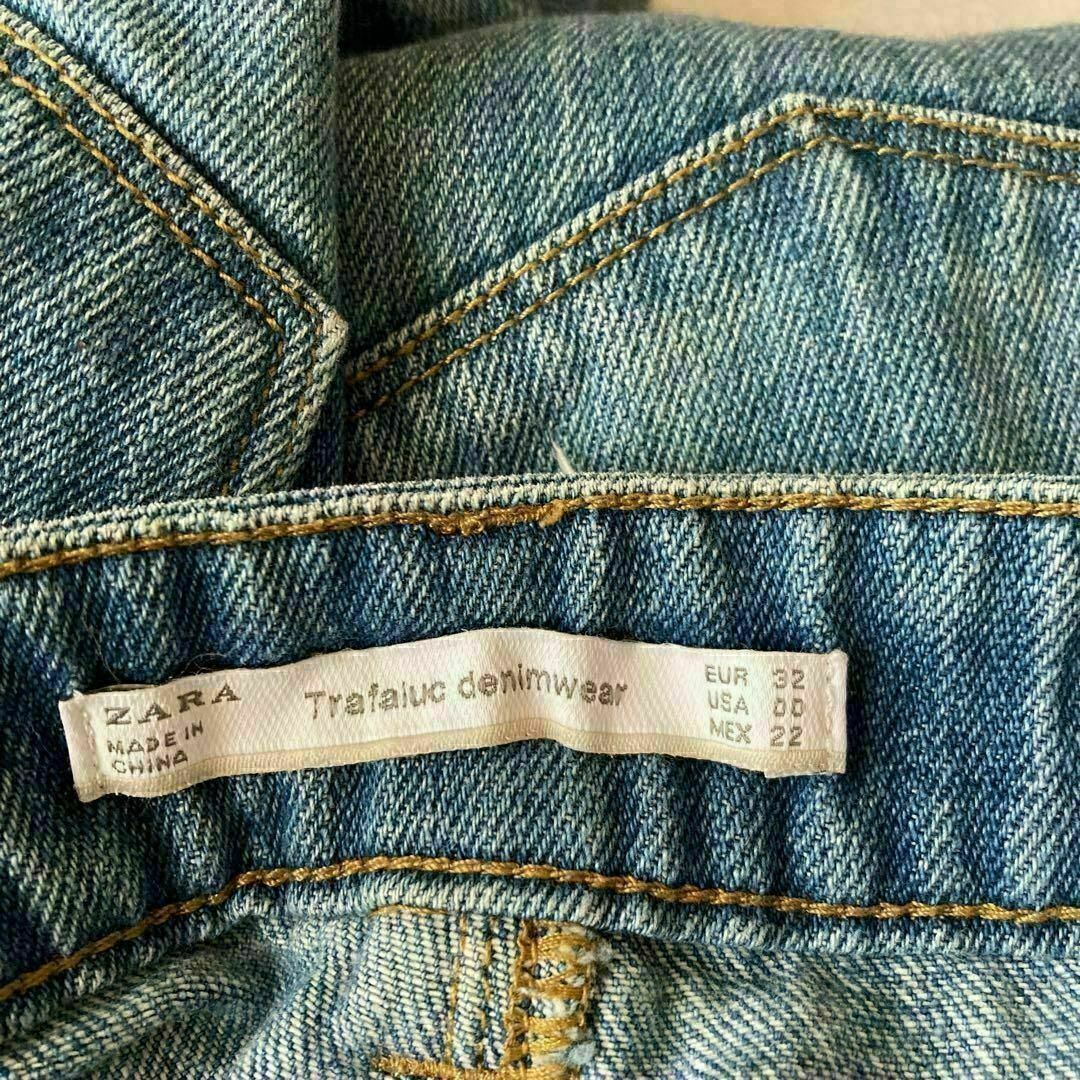 ZARA
MADE IN
CHINA
Trafaluc denimwear
EUR 32
USA 00
MEX 22